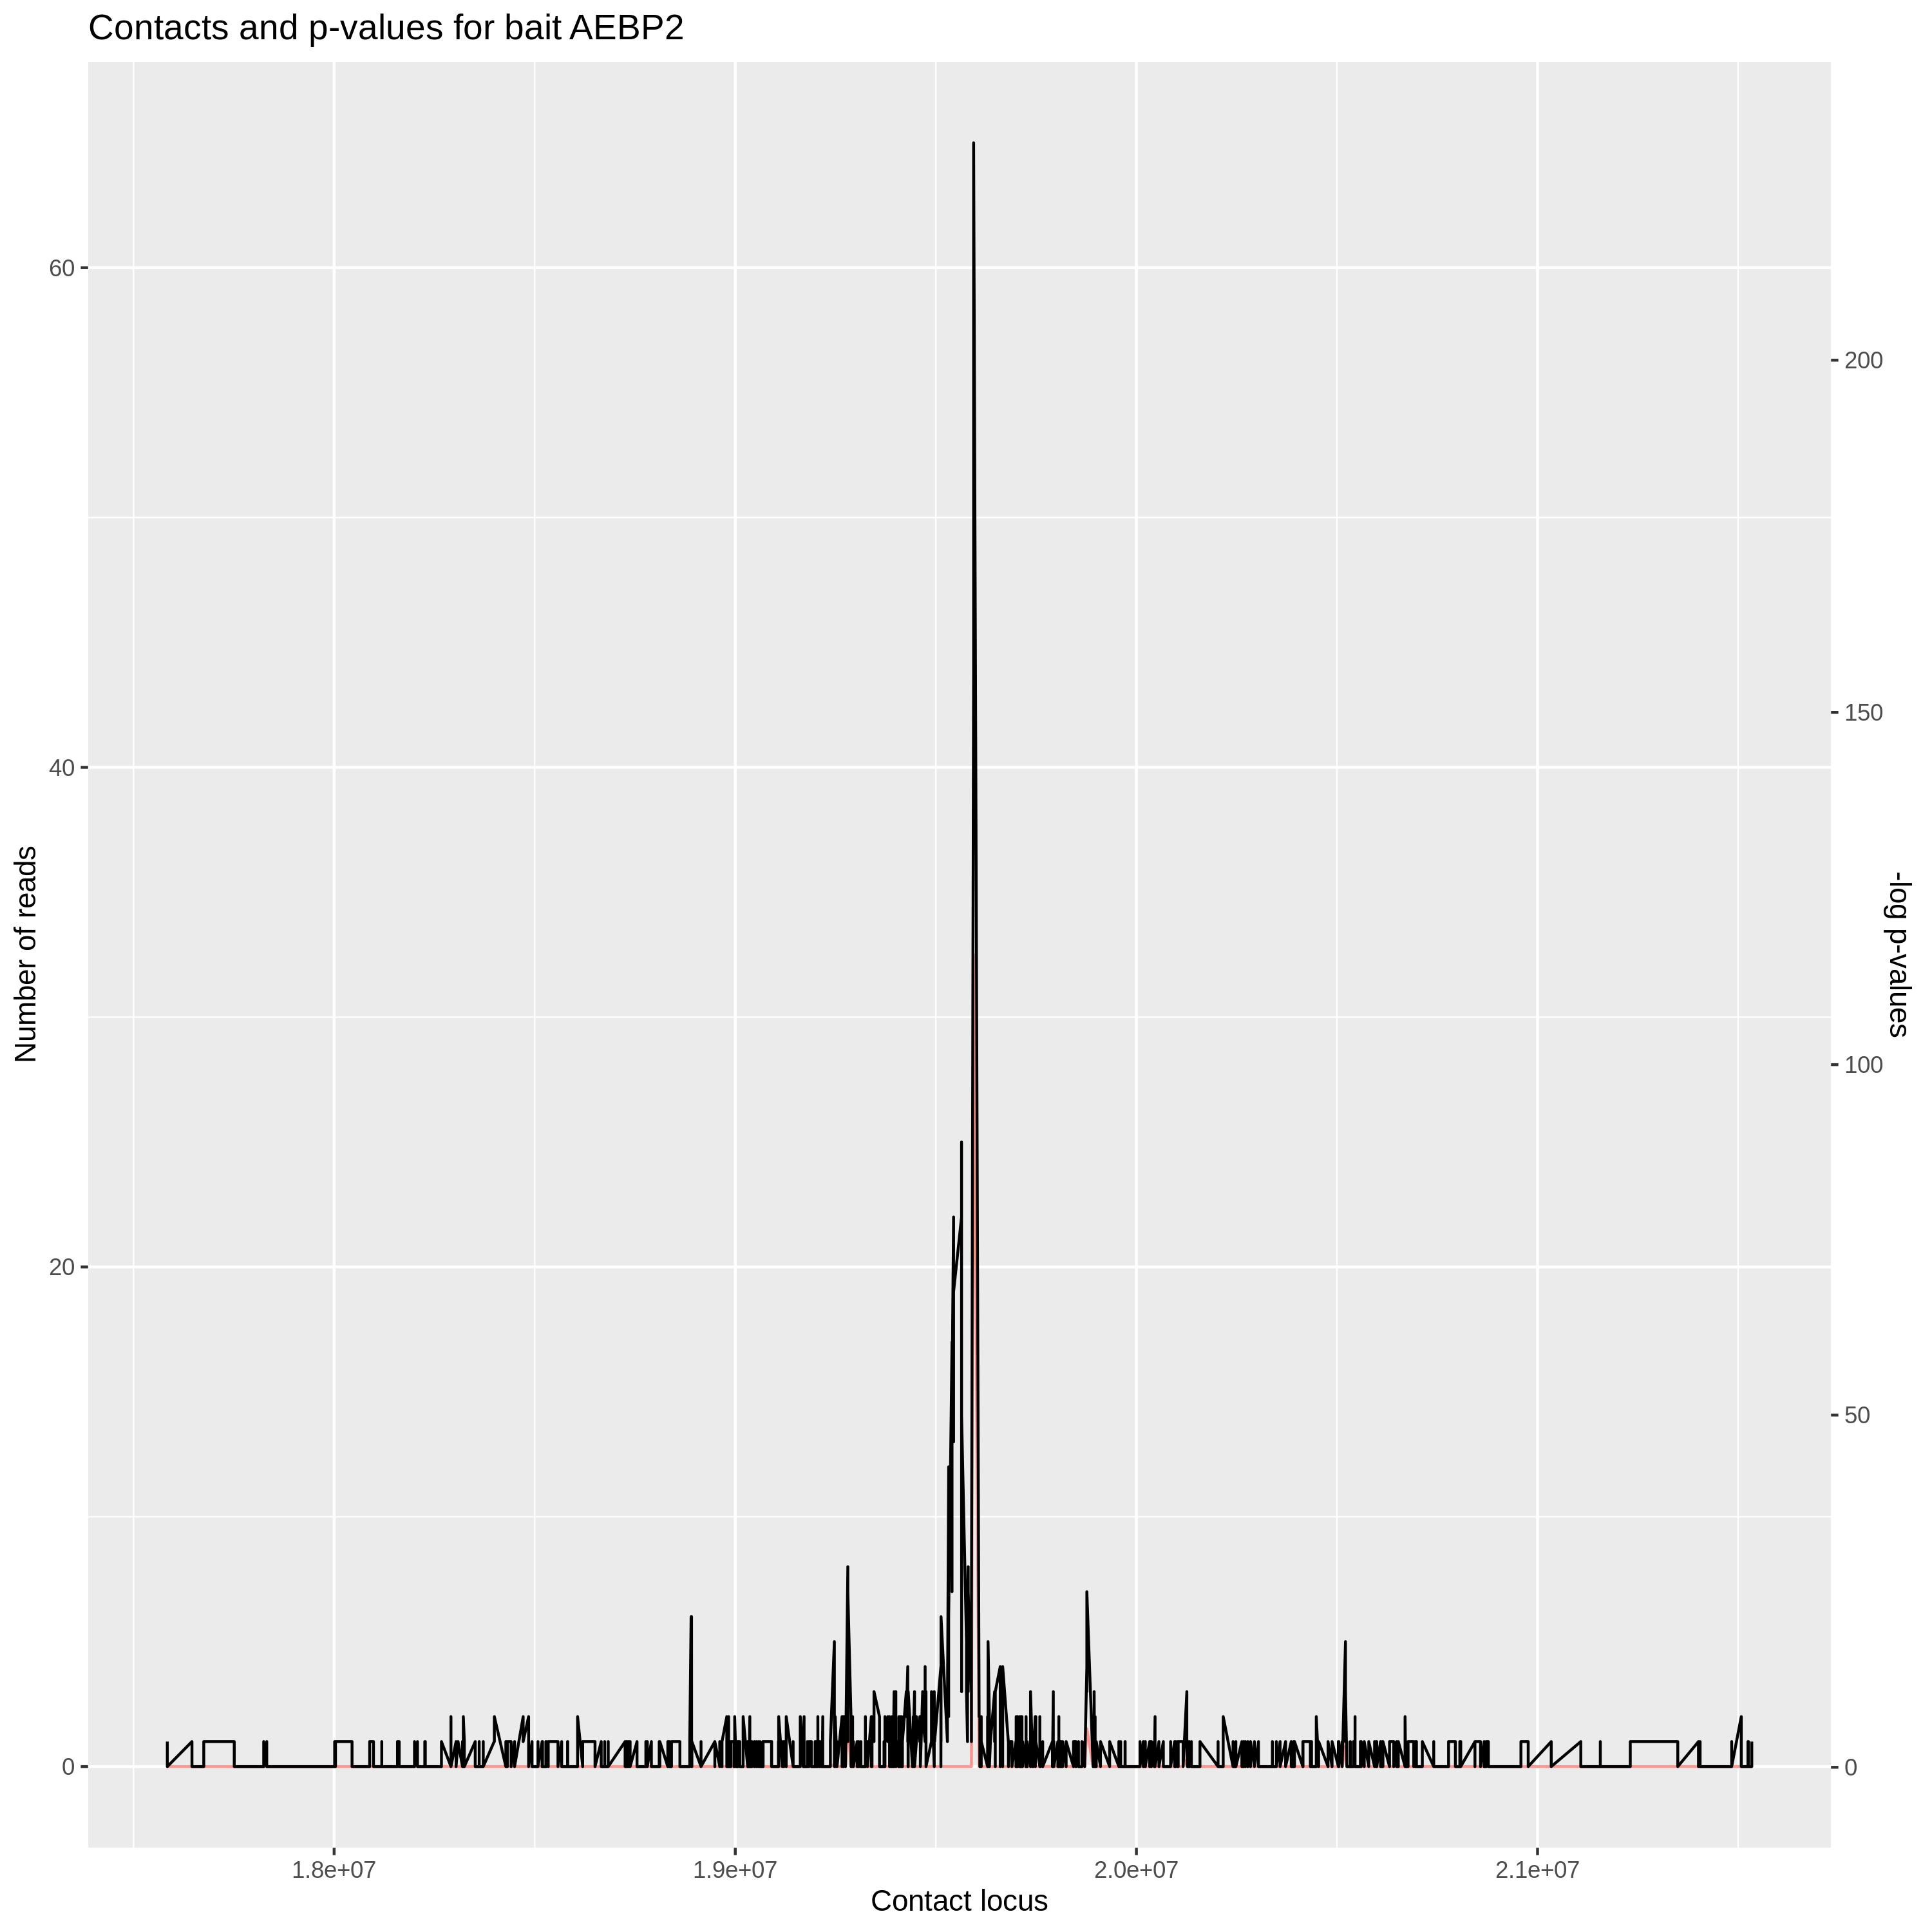 Contacts and p-values for bait AEBP2
60
40
20
0
Number of reads
200
150
100
50
0
-log p-values
1.8e+07
1.9e+07
2.0e+07
2.1e+07
Contact locus